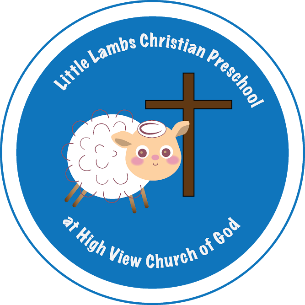 Little Lambs Christian Preschool
at High View Church of God